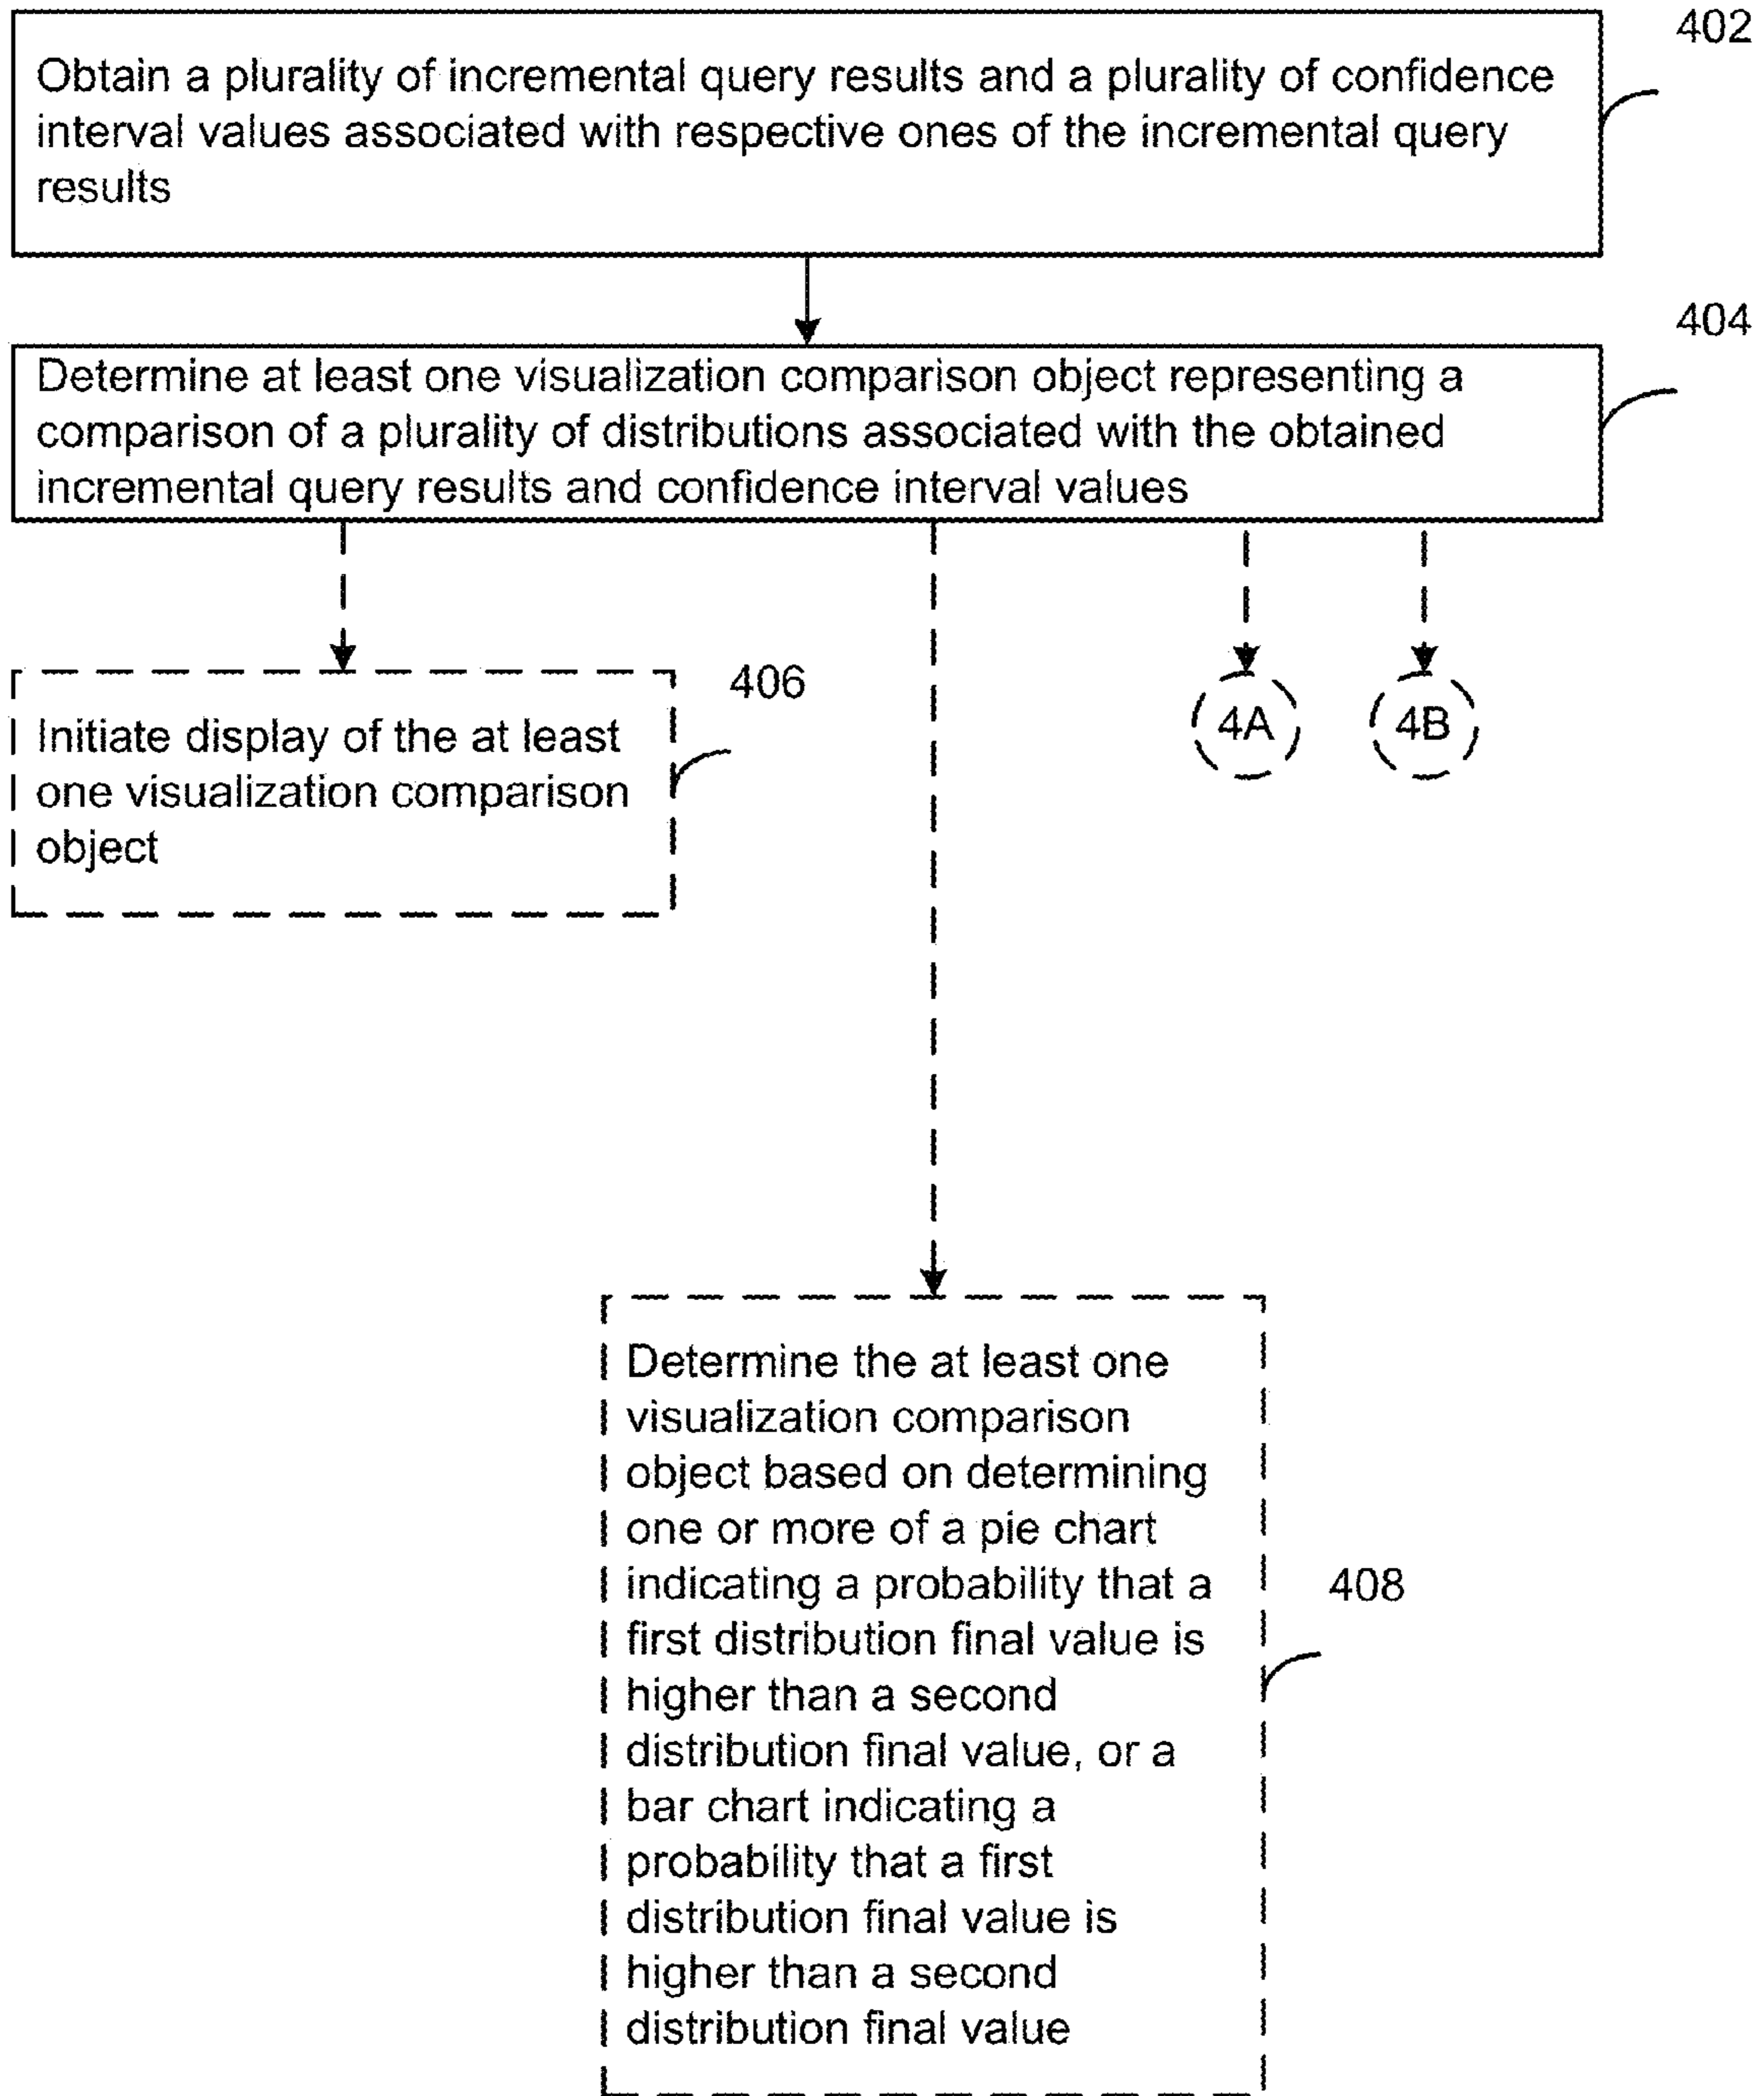 402
Obtain a plurality of incremental query results and a plurality of confidence
interval values associated with respective ones of the incremental query
results
404
Determine at least one visualization comparison object representing a
comparison of a plurality of distributions associated with the obtained
incremental query results and confidence interval values
406
Initiate display of the at least
one visualization comparison
object
4A
4B
Determine the at least one
visualization comparison
object based on determining
one or more of a pie chart
indicating a probability that a
first distribution final value is
higher than a second
distribution final value, or a
bar chart indicating a
probability that a first
distribution final value is
higher than a second
distribution final value
408